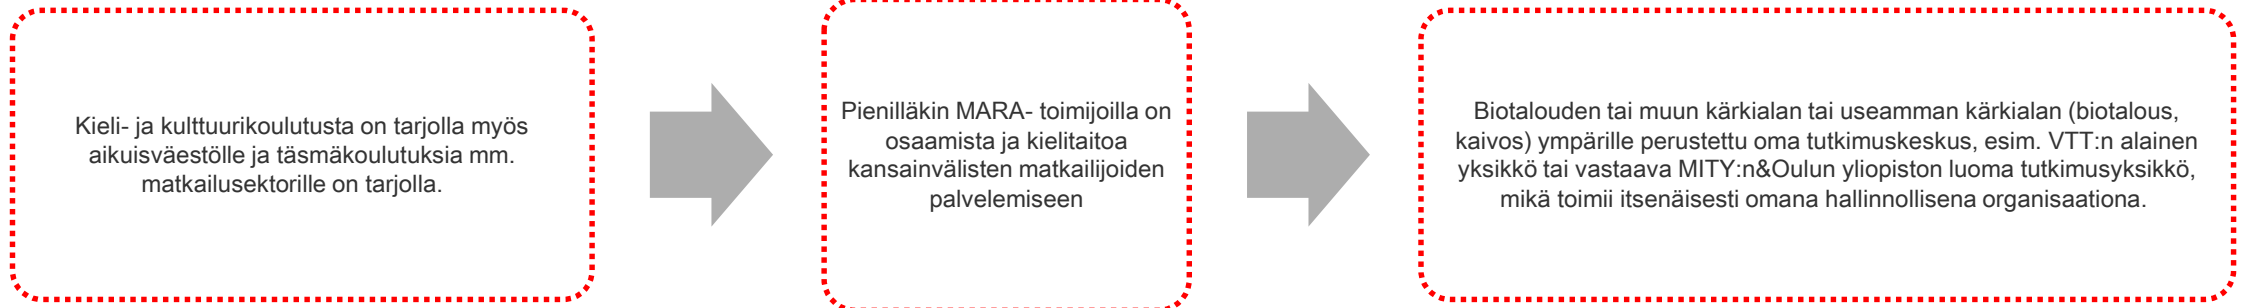 Kieli- ja kulttuurikoulutusta on tarjolla myös
aikuisväestölle ja täsmäkoulutuksia mm.
matkailusektorille on tarjolla.
Pienilläkin MARA- toimijoilla on
osaamista ja kielitaitoa
kansainvälisten matkailijoiden
palvelemiseen
Biotalouden tai muun kärkialan tai useamman kärkialan (biotalous,
kaivos) ympärille perustettu oma tutkimuskeskus, esim. VTT:n alainen
yksikkö tai vastaava MITY:n&Oulun yliopiston luoma tutkimusyksikkö,
mikä toimii itsenäisesti omana hallinnollisena organisaationa.